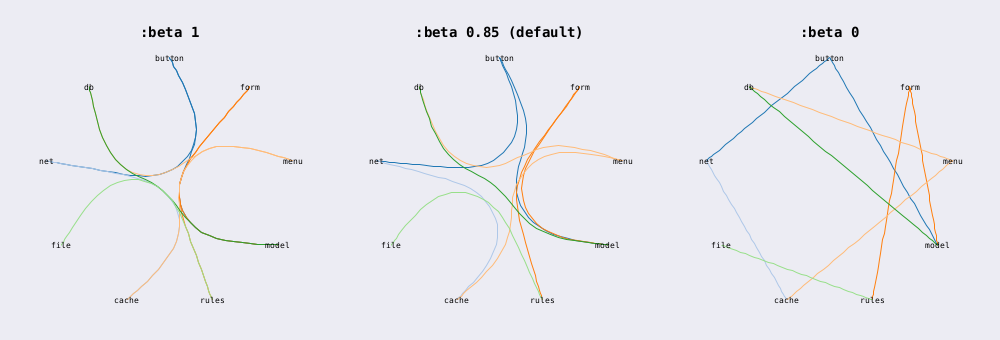 :beta 1
button
db
form
net
menu
file
model
cache
rules
:beta 0.85 (default)
button
db
form
net
menu
file
model
cache
rules
:beta 0
button
db
form
net
menu
file
model
cache
rules